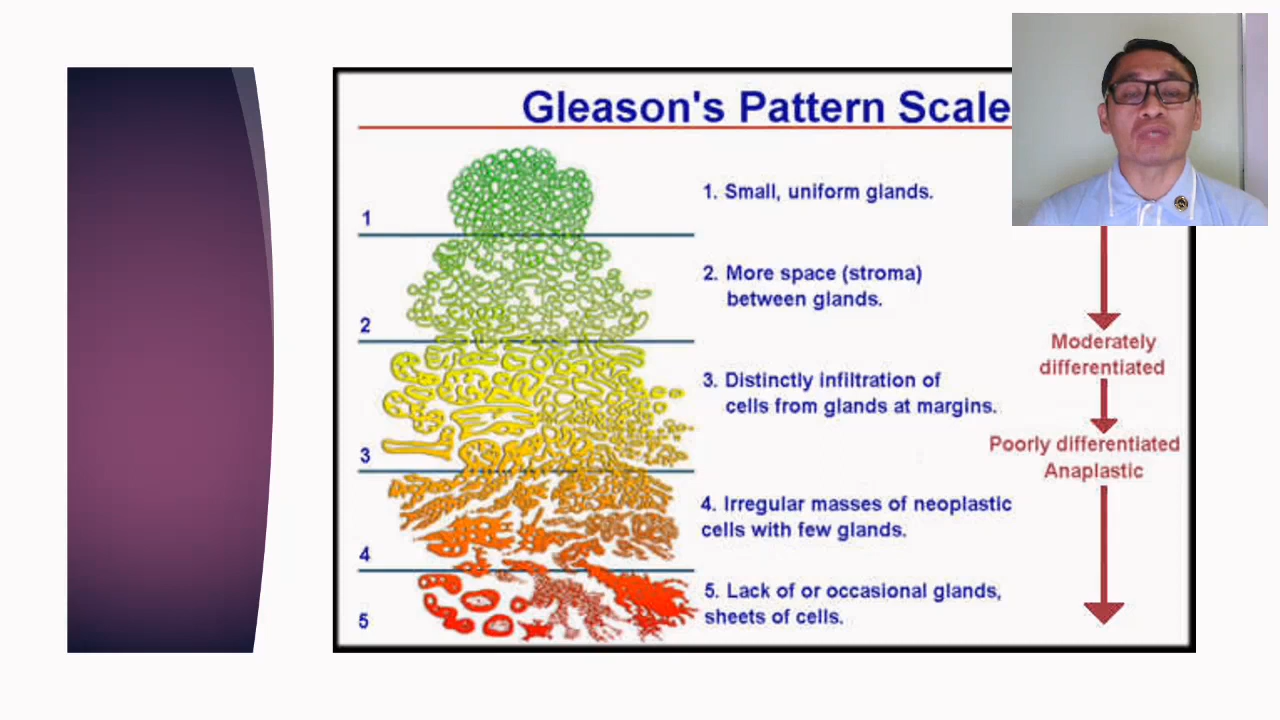 Gleason's Pattern Scale
1
1. Small, uniform glands.
2
2. More space (stroma)
between glands.
3
3. Distinctly infiltration of
cells from glands at margins.
4
4. Irregular masses of neoplastic
cells with few glands.
5
5. Lack of or occasional glands,
sheets of cells.
Moderately
differentiated
Poorly differentiated
Anaplastic